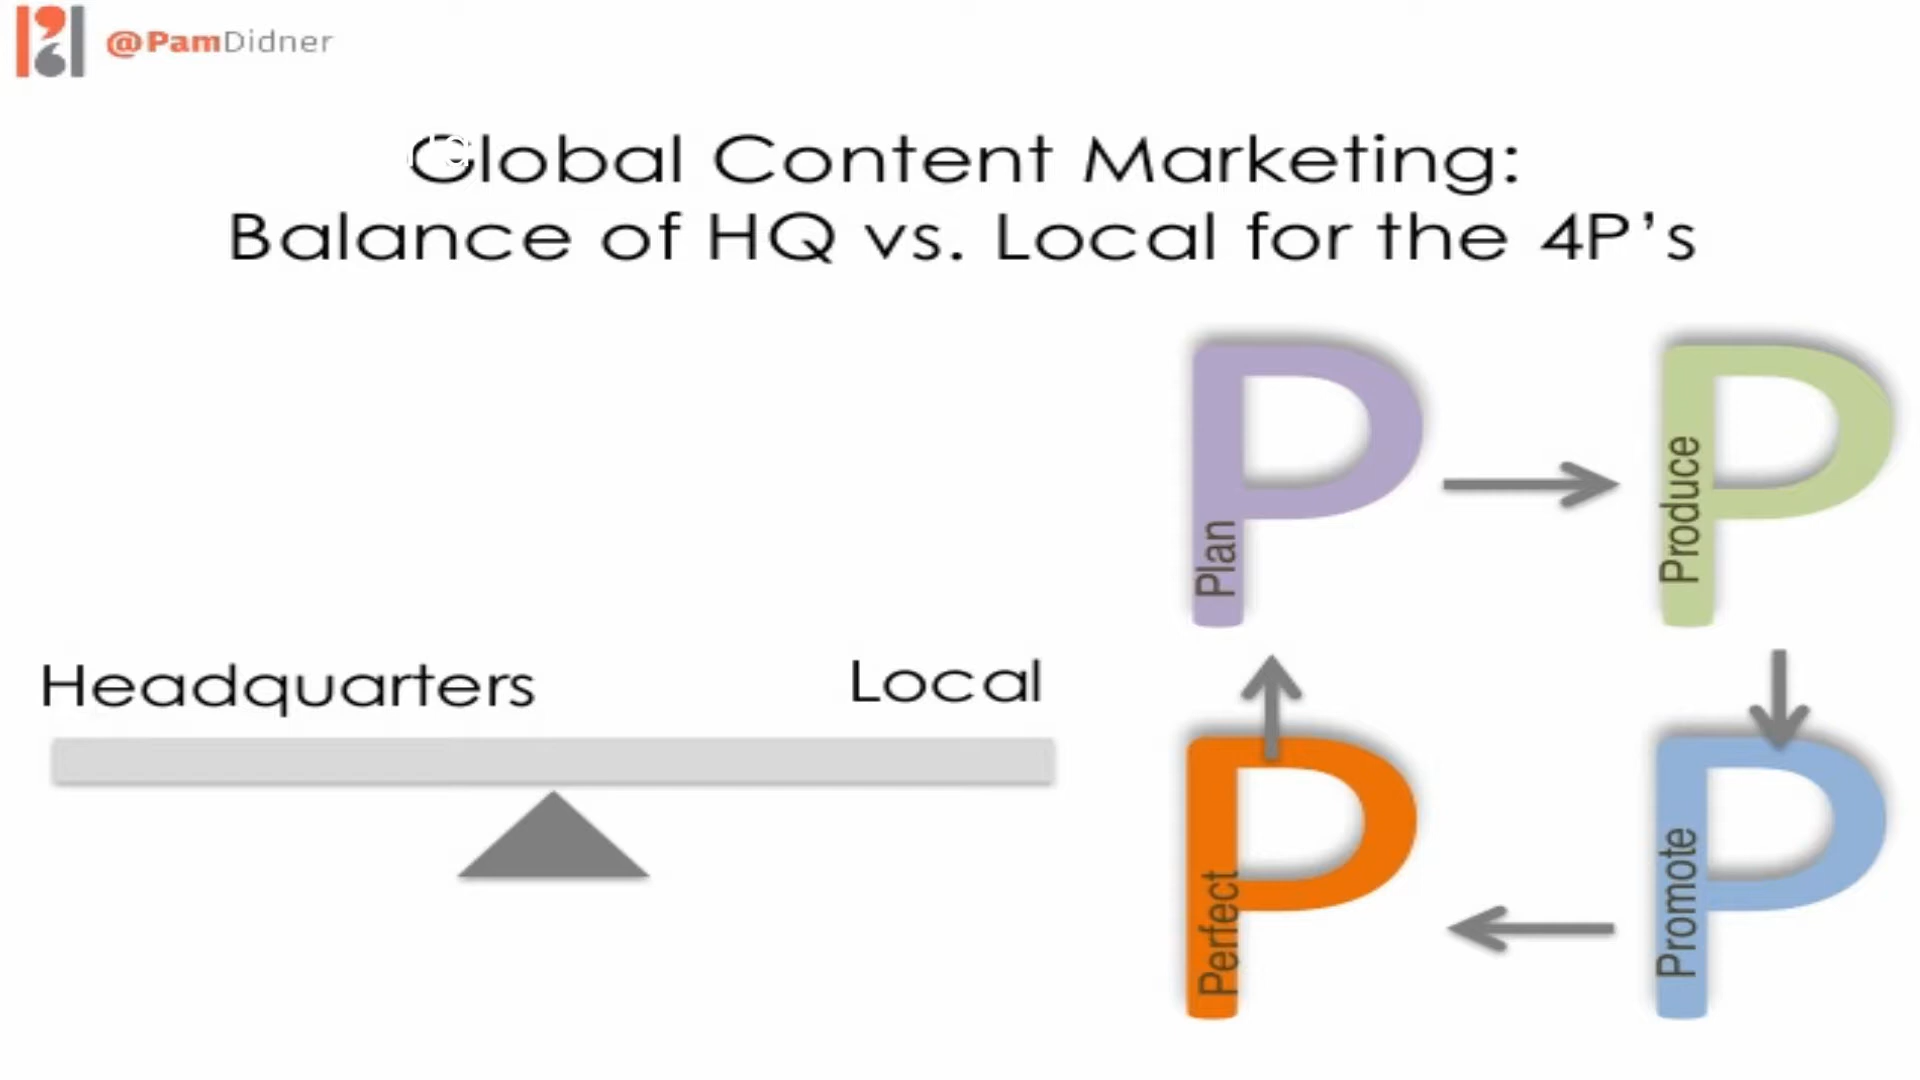 @PamDidner
Global Content Marketing:
Balance of HQ vs. Local for the 4P's
P
Plan
P
Produce
Headquarters
Local
P
Perfect
P
Promote